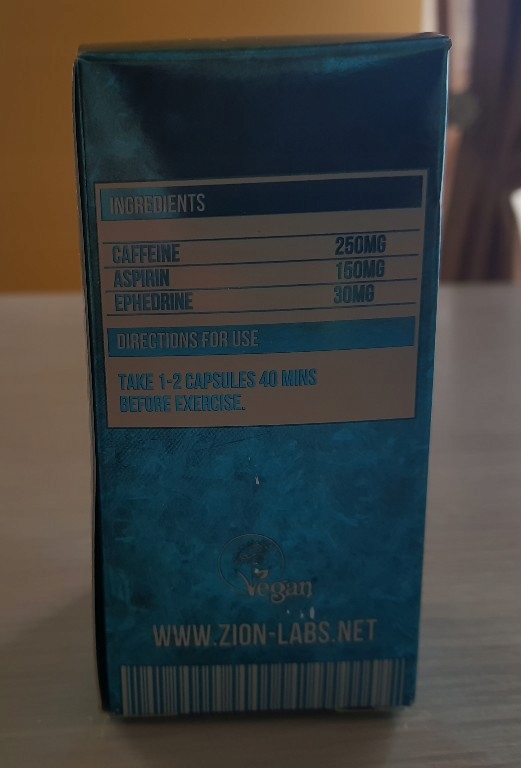 INGREDIENTS
CAFFEINE 250MG
ASPIRIN 150MG
EPHEDRINE 30MG
DIRECTIONS FOR USE
TAKE 1-2 CAPSULES 40 MINS
BEFORE EXERCISE.
Vegan
WWW.ZION-LABS.NET